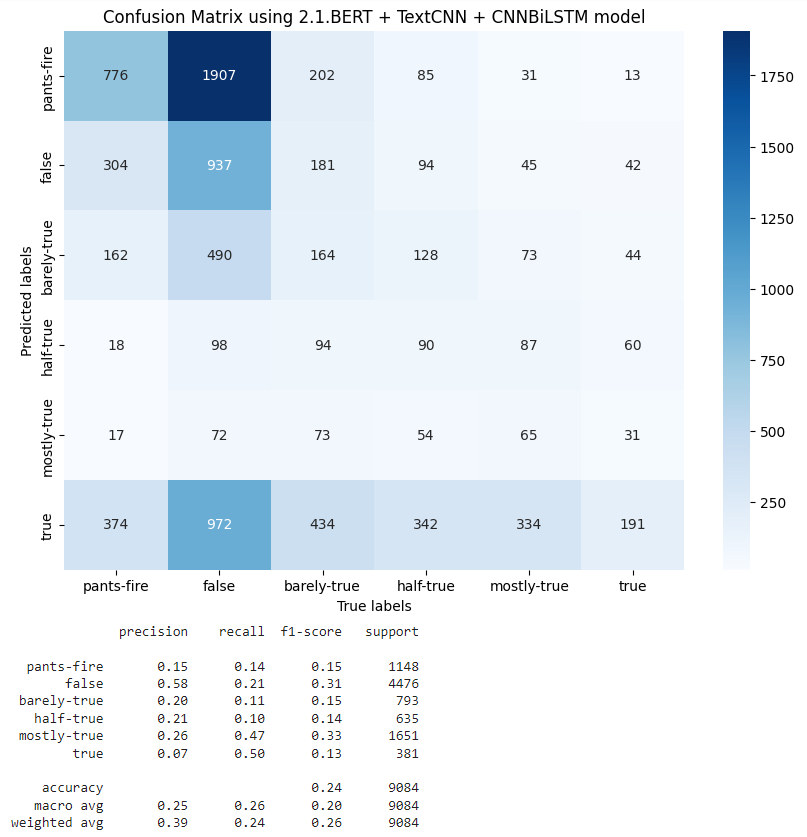 Confusion Matrix using 2.1.BERT + TextCNN + CNNBiLSTM model
Predicted labels
pants-fire 776 1907 202 85 31 13
false 304 937 181 94 45 42
barely-true 162 490 164 128 73 44
half-true 18 98 94 90 87 60
mostly-true 17 72 73 54 65 31
true 374 972 434 342 334 191
pants-fire false barely-true half-true mostly-true true
True labels
1750
1500
1250
1000
750
500
250
precision recall f1-score support
pants-fire 0.15 0.14 0.15 1148
false 0.58 0.21 0.31 4476
barely-true 0.20 0.11 0.15 793
half-true 0.21 0.10 0.14 635
mostly-true 0.26 0.47 0.33 1651
true 0.07 0.50 0.13 381
accuracy 0.24 9084
macro avg 0.25 0.26 0.20 9084
weighted avg 0.39 0.24 0.26 9084